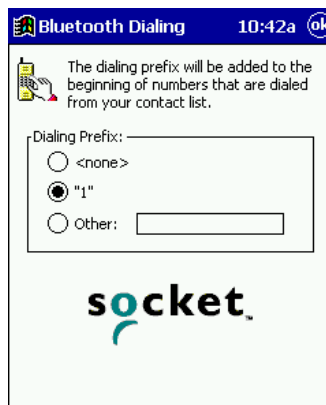 Bluetooth Dialing 10:42a ok
The dialing prefix will be added to the
beginning of numbers that are dialed
from your contact list.
Dialing Prefix:
<none>
"1"
Other:
socket™